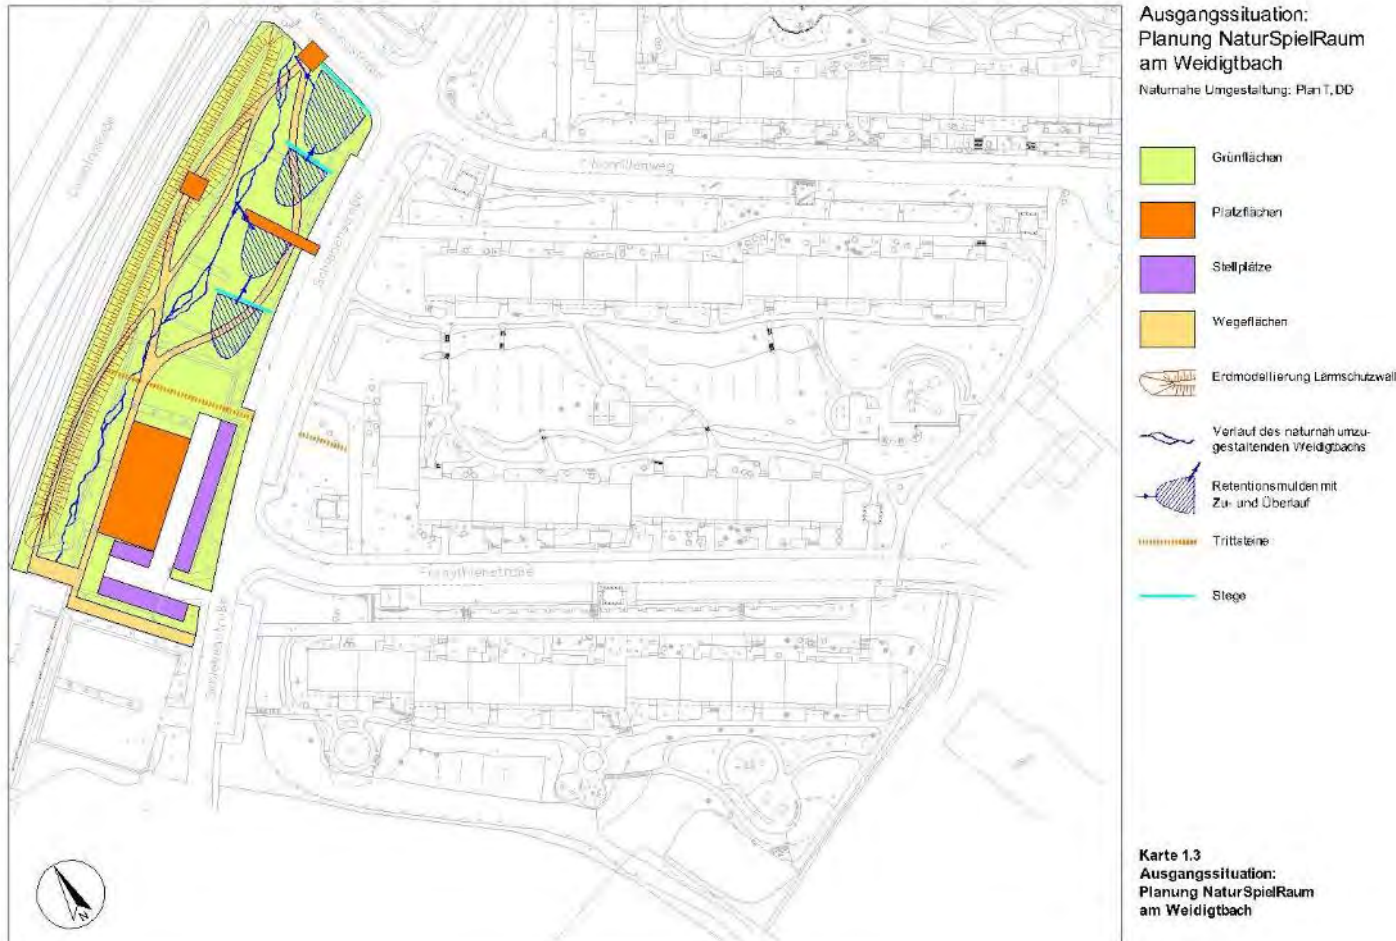 Ausgangssituation:
Planung NaturSpielRaum
am Weidigtbach
Naturnahe Umgestaltung: Plan T, DD
Grünflächen
Platzflächen
Stellplätze
Wegeflächen
Erdmodellierung Lärmschutzwall
Verlauf des naturnah umzu-
gestaltenden Weidigtbachs
Retentionsmulden mit
Zu- und Überlauf
Trittsteine
Stege
Forsythienstraße
N
Karte 1.3
Ausgangssituation:
Planung NaturSpielRaum
am Weidigtbach